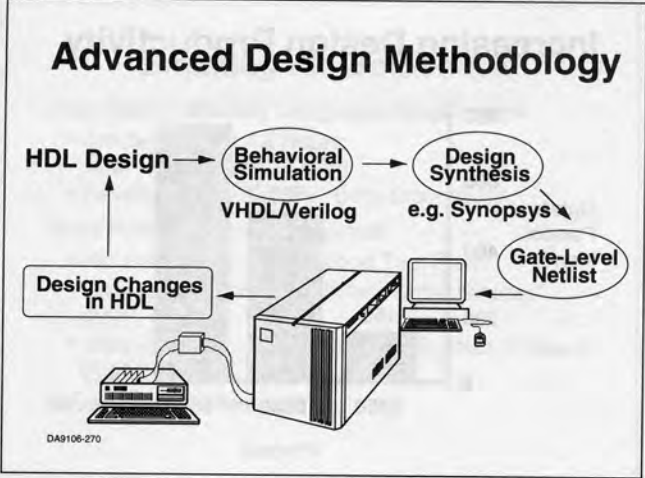 Advanced Design Methodology
HDL Design
Behavioral
Simulation
VHDL/Verilog
Design
Synthesis
e.g. Synopsys
Gate-Level
Netlist
Design Changes
in HDL
DA9106-270